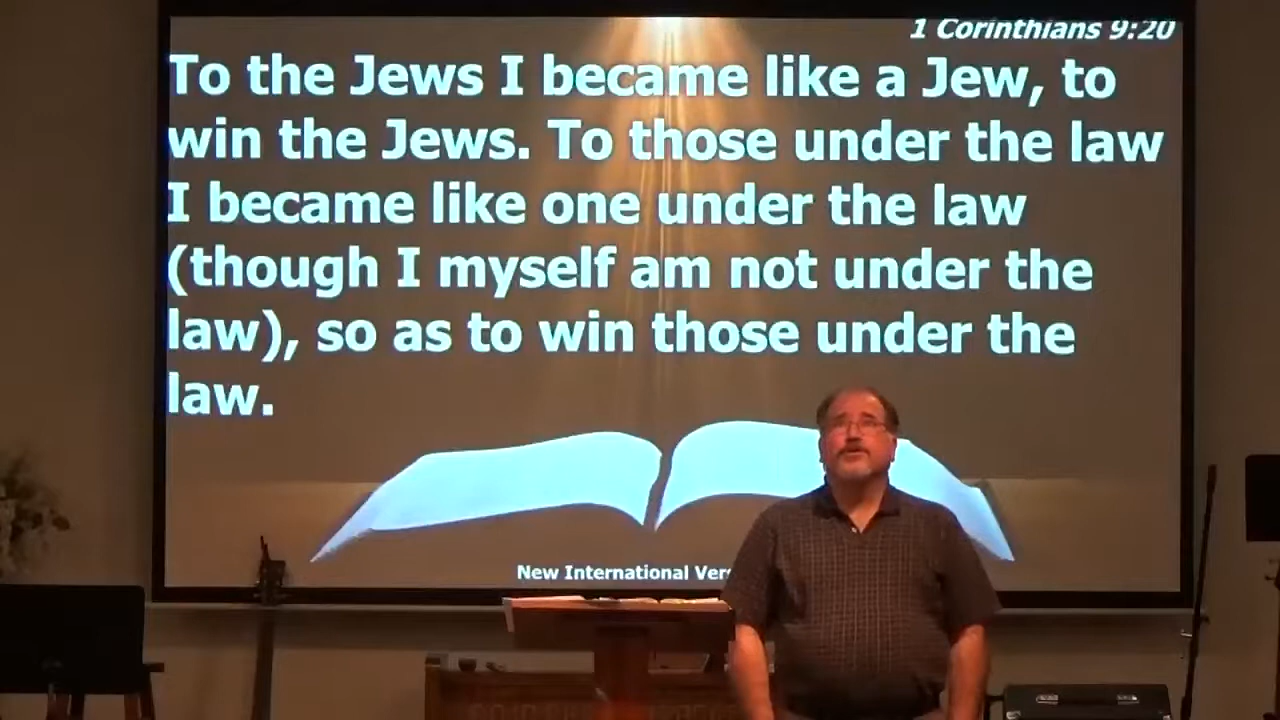 1 Corinthians 9:20
To the Jews I became like a Jew, to
win the Jews. To those under the law
I became like one under the law
(though I myself am not under the
law), so as to win those under the
law.
New International